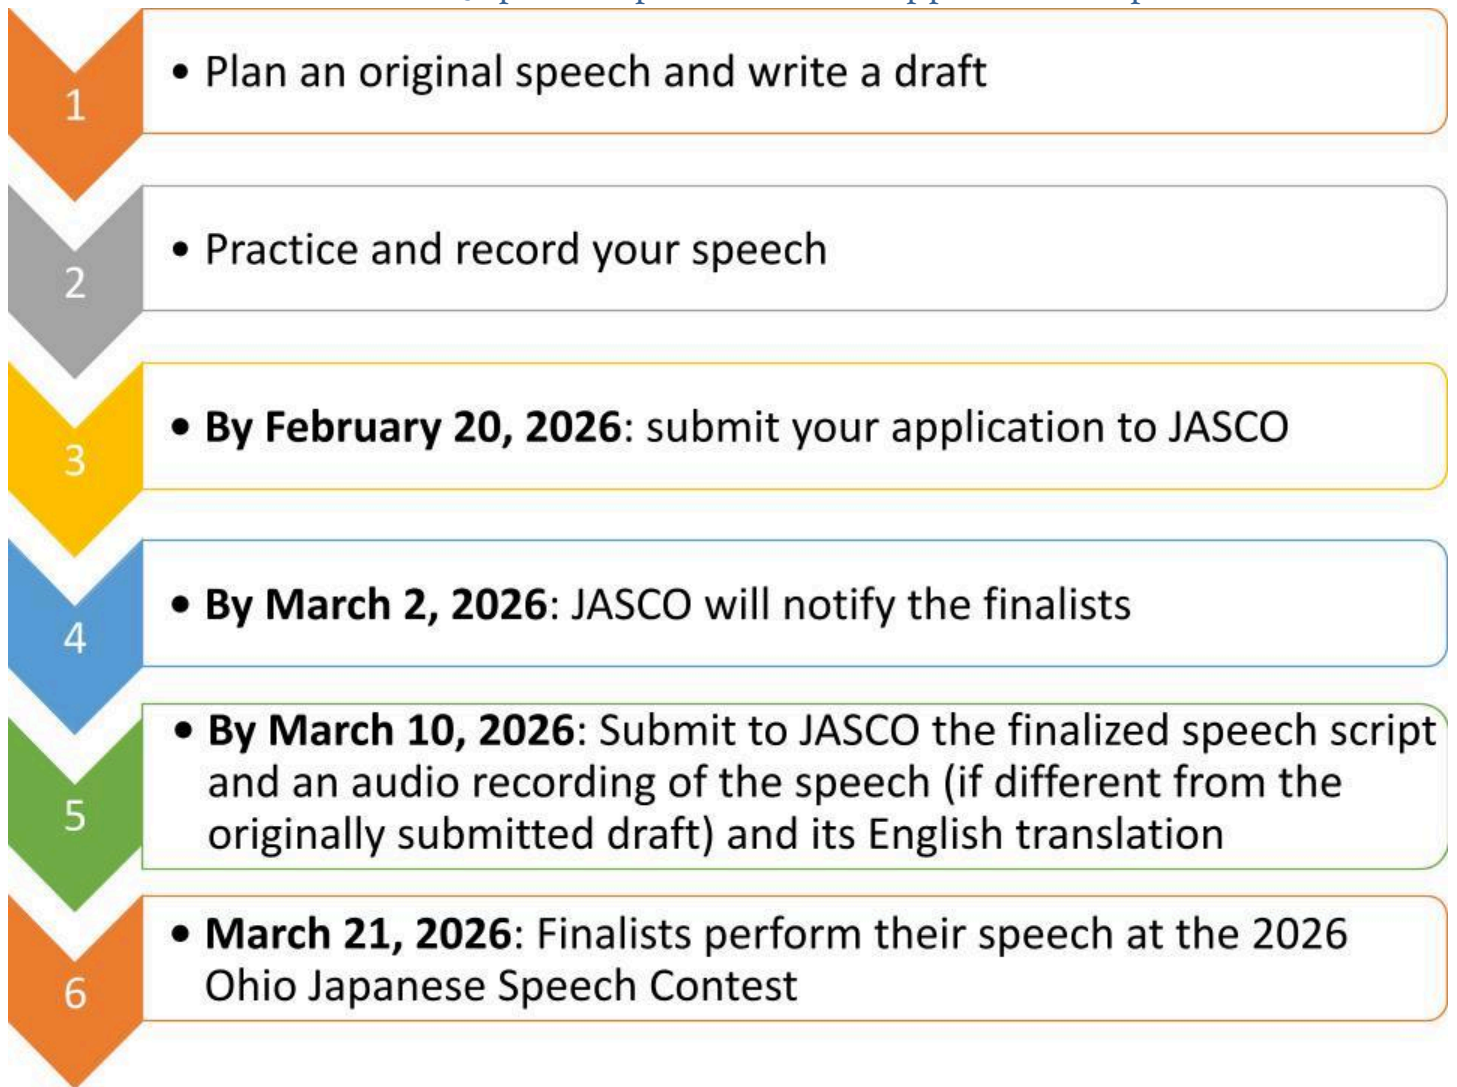 1
• Plan an original speech and write a draft
2
• Practice and record your speech
3
• By February 20, 2026: submit your application to JASCO
4
• By March 2, 2026: JASCO will notify the finalists
5
• By March 10, 2026: Submit to JASCO the finalized speech script
and an audio recording of the speech (if different from the
originally submitted draft) and its English translation
6
• March 21, 2026: Finalists perform their speech at the 2026
Ohio Japanese Speech Contest